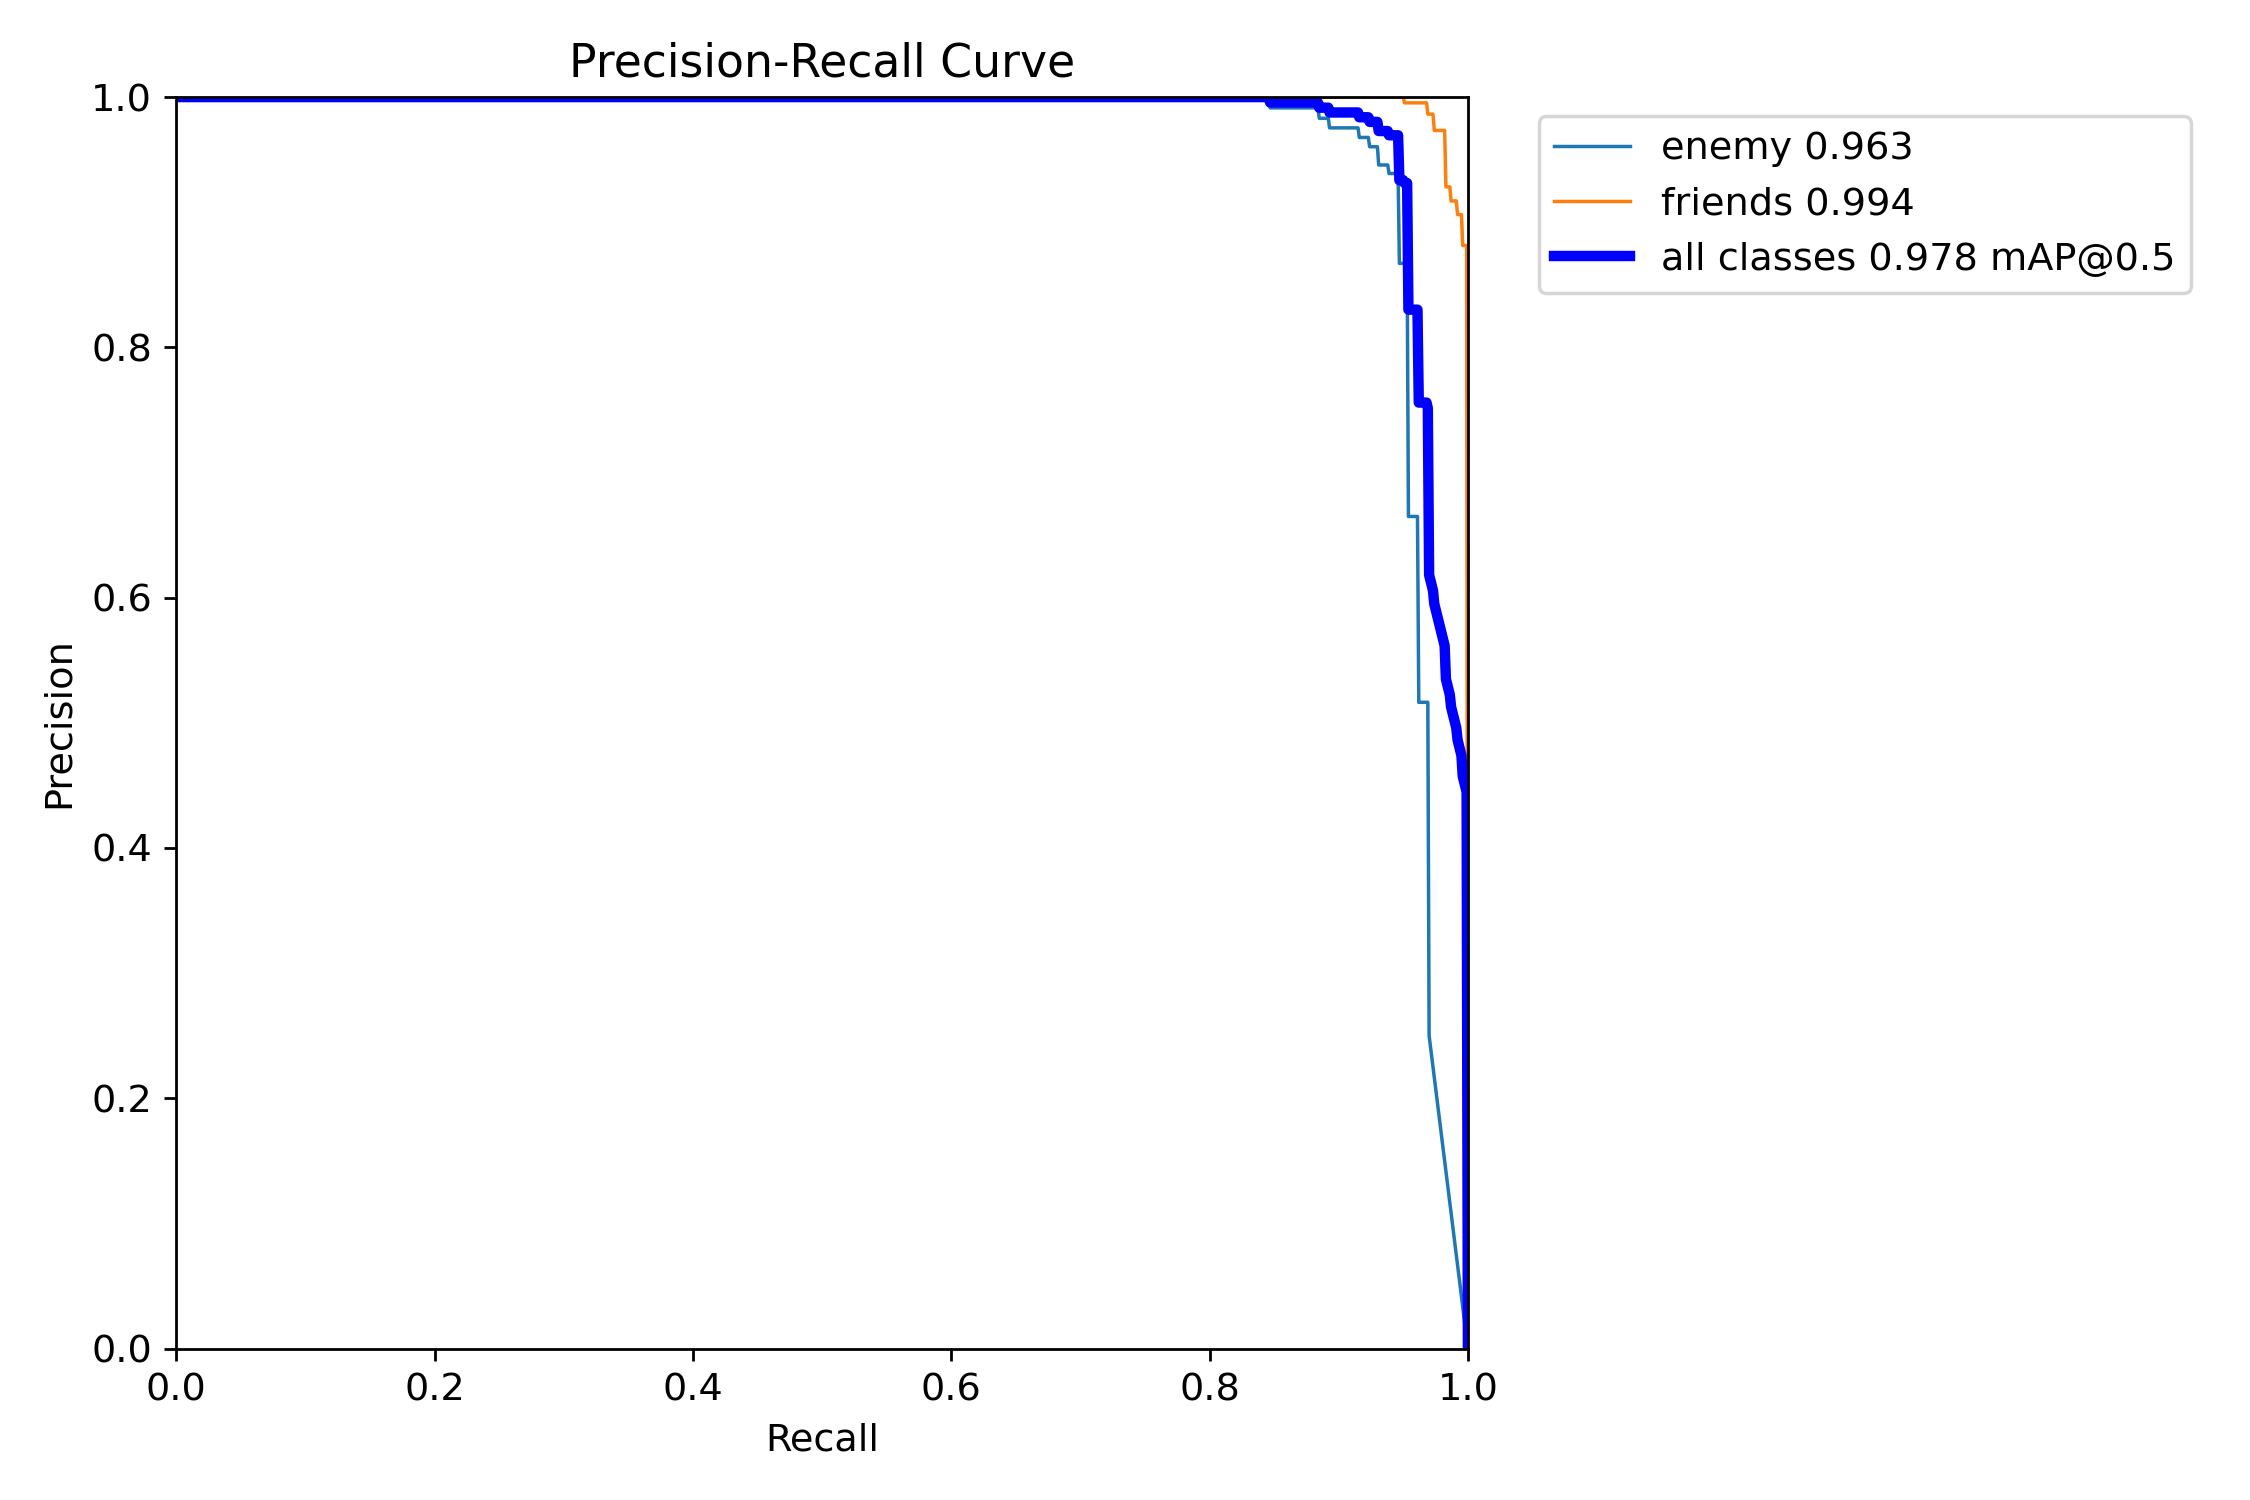 Precision-Recall Curve
1.0
0.8
0.6
0.4
0.2
0.0
Precision
0.0 0.2 0.4 0.6 0.8 1.0
Recall
enemy 0.963
friends 0.994
all classes 0.978 mAP@0.5